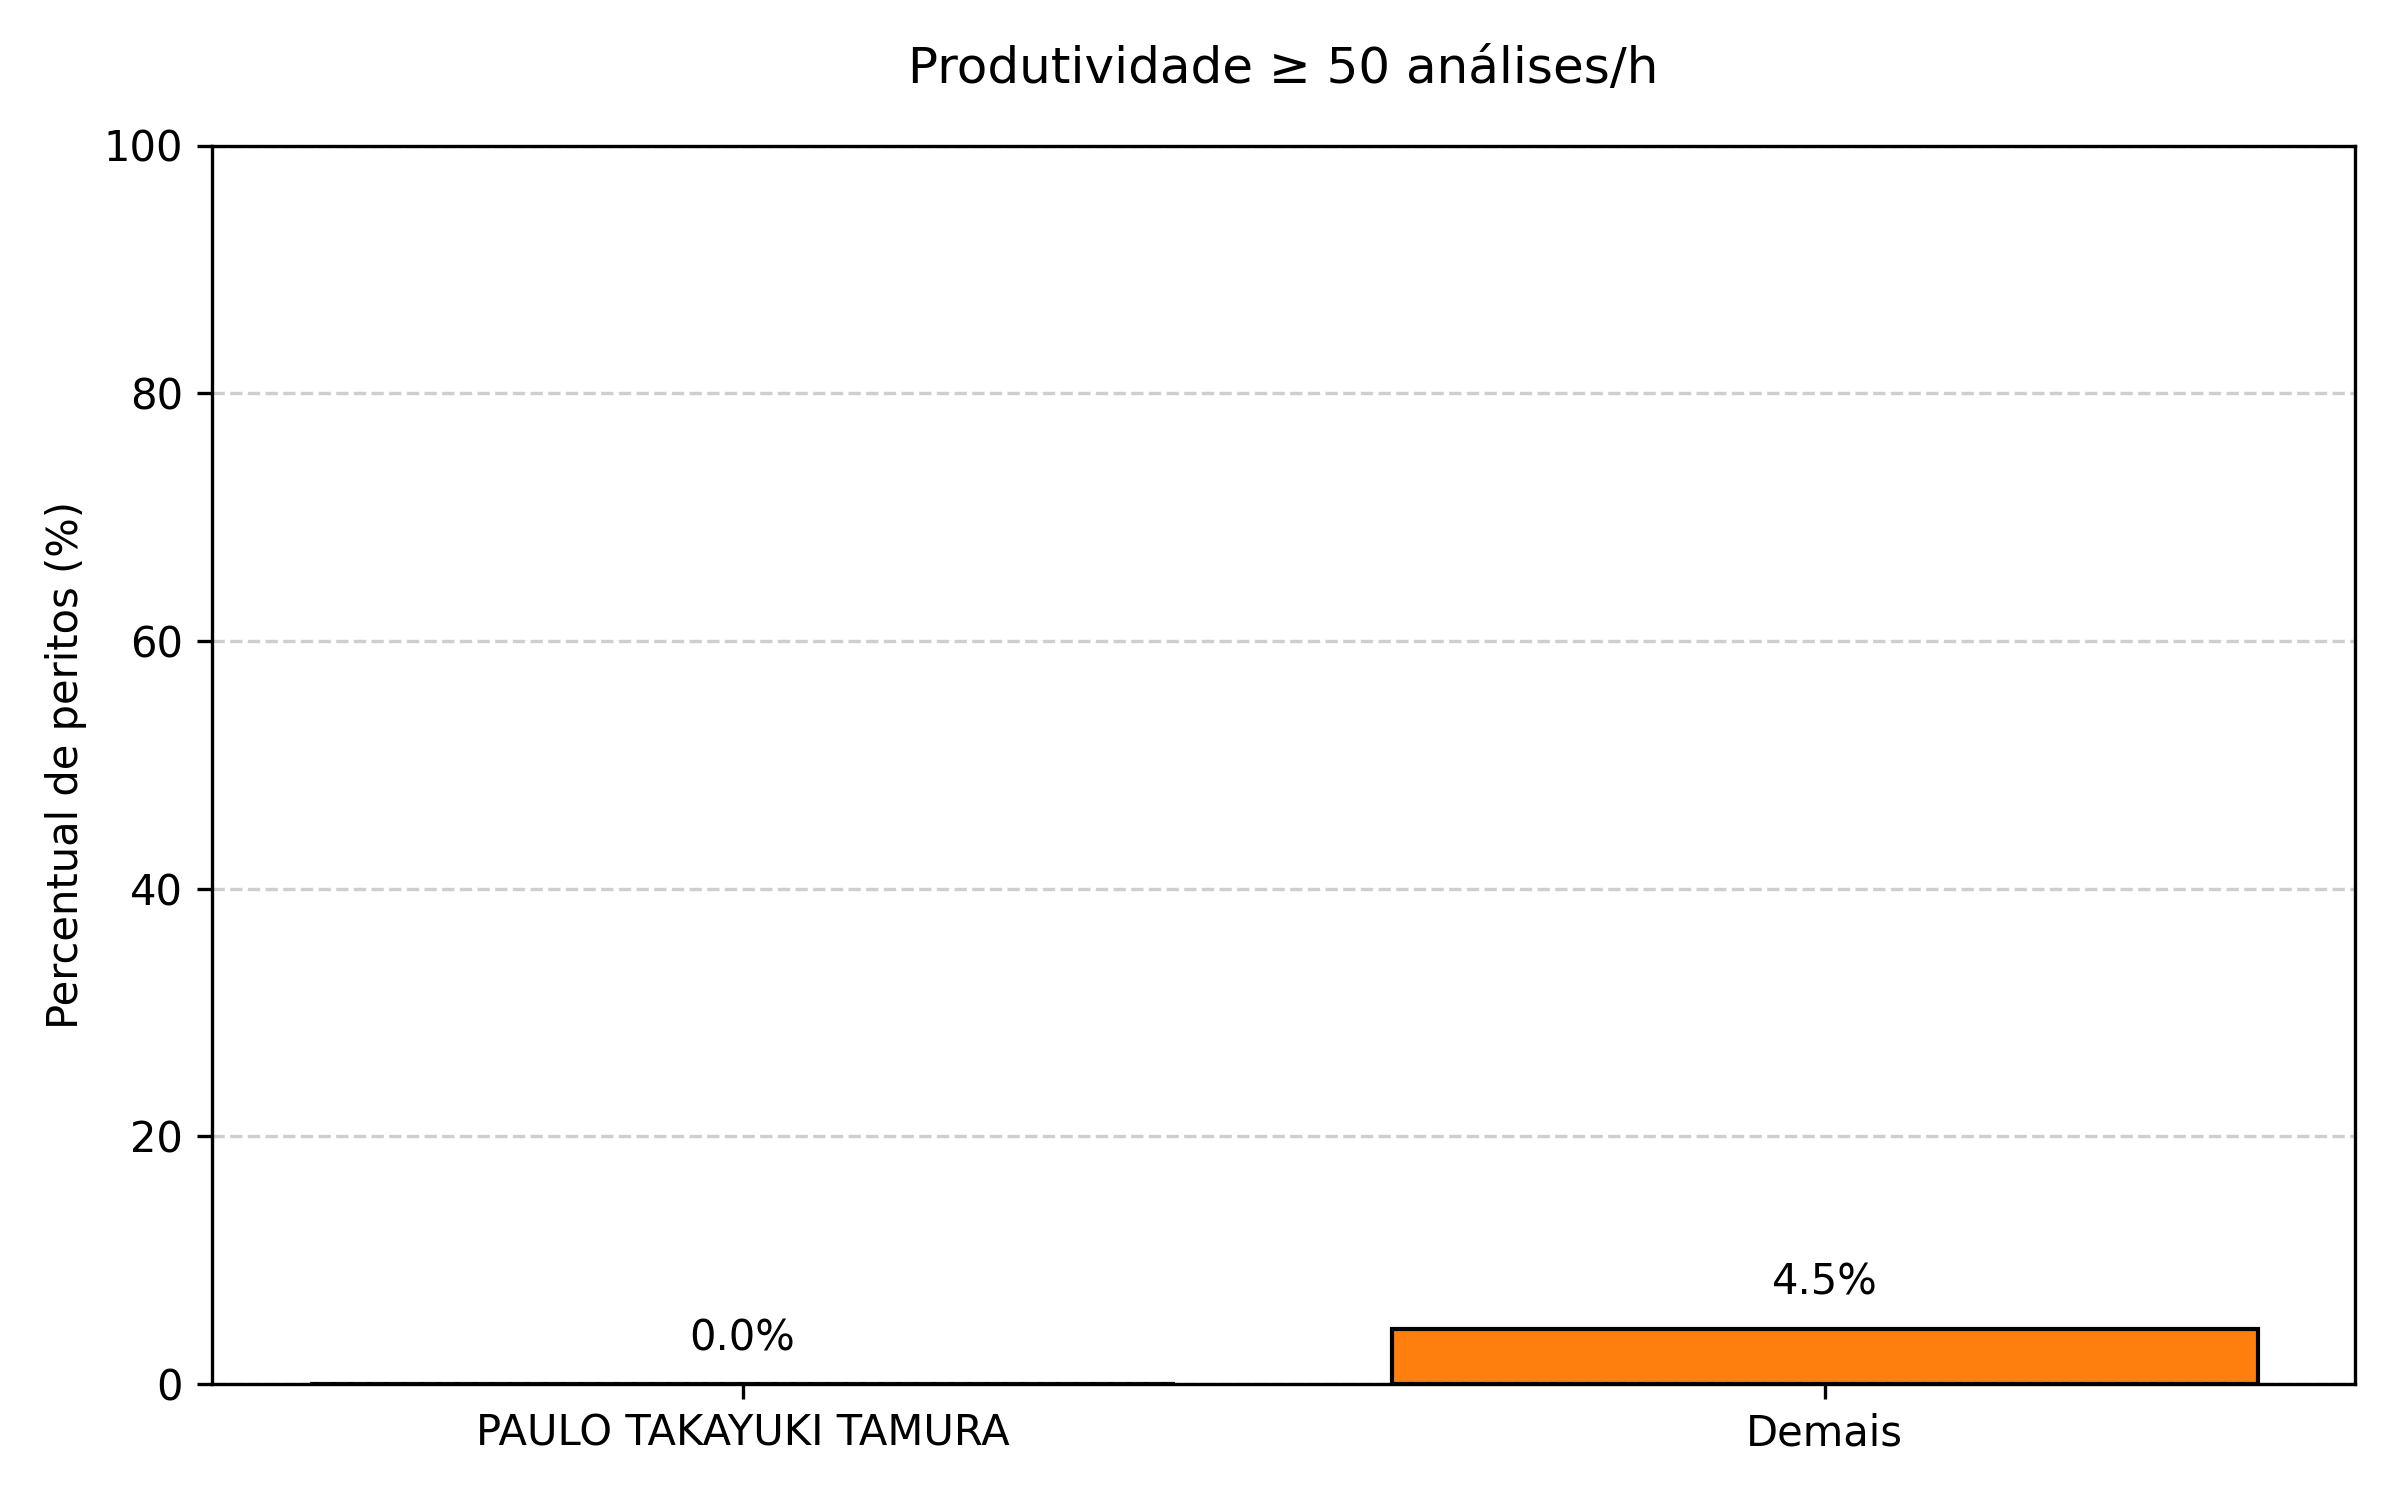 Produtividade ≥ 50 análises/h
Percentual de peritos (%)
100
80
60
40
20
0
0.0%
4.5%
PAULO TAKAYUKI TAMURA
Demais